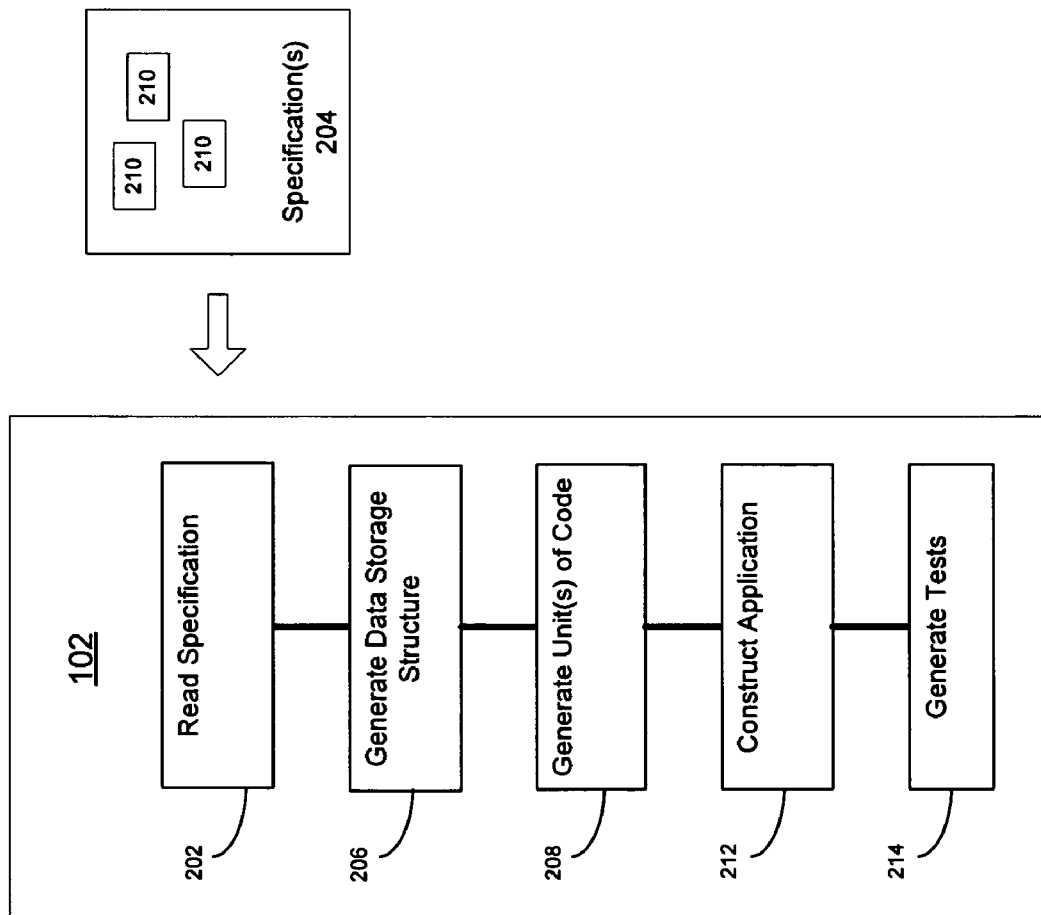 102
Read Specification
202
Generate Data Storage
Structure
206
Generate Unit(s) of Code
208
Construct Application
212
Generate Tests
214
210
210
210
Specification(s)
204